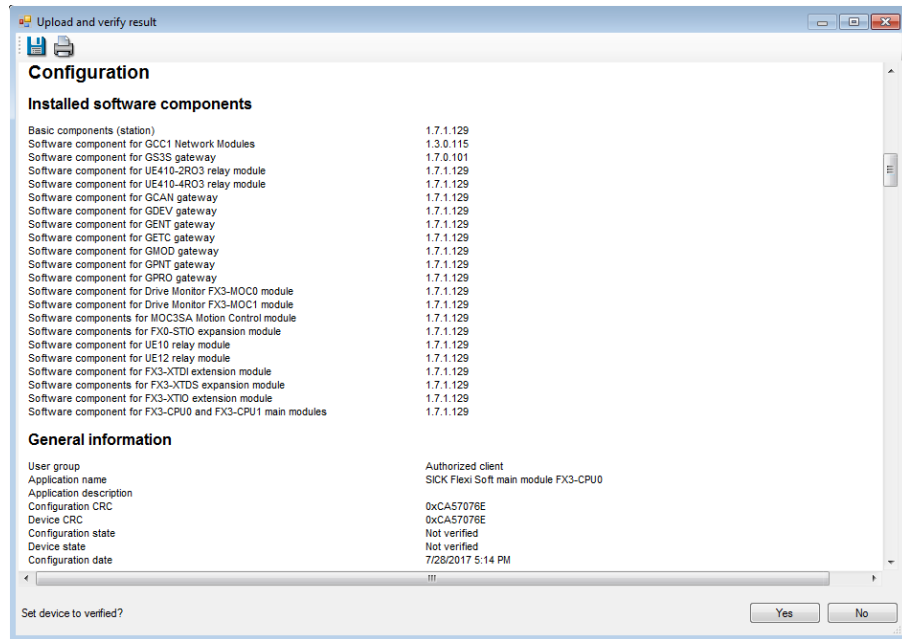 Upload and verify result
Configuration
Installed software components
Basic components (station) 1.7.1.129
Software component for GCC1 Network Modules 1.3.0.115
Software component for GS3S gateway 1.7.0.101
Software component for UE410-2RO3 relay module 1.7.1.129
Software component for UE410-4RO3 relay module 1.7.1.129
Software component for GCAN gateway 1.7.1.129
Software component for GDEV gateway 1.7.1.129
Software component for GENT gateway 1.7.1.129
Software component for GETC gateway 1.7.1.129
Software component for GMOD gateway 1.7.1.129
Software component for GPNT gateway 1.7.1.129
Software component for GPRO gateway 1.7.1.129
Software component for Drive Monitor FX3-MOC0 module 1.7.1.129
Software component for Drive Monitor FX3-MOC1 module 1.7.1.129
Software components for MOC3SA Motion Control module 1.7.1.129
Software components for FX0-STIO expansion module 1.7.1.129
Software component for UE10 relay module 1.7.1.129
Software component for UE12 relay module 1.7.1.129
Software component for FX3-XTDI extension module 1.7.1.129
Software components for FX3-XTDS expansion module 1.7.1.129
Software component for FX3-XTIO extension module 1.7.1.129
Software component for FX3-CPU0 and FX3-CPU1 main modules 1.7.1.129
General information
User group Authorized client
Application name SICK Flexi Soft main module FX3-CPU0
Application description
Configuration CRC 0xCA57076E
Device CRC 0xCA57076E
Configuration state Not verified
Device state Not verified
Configuration date 7/28/2017 5:14 PM
Set device to verified? Yes No